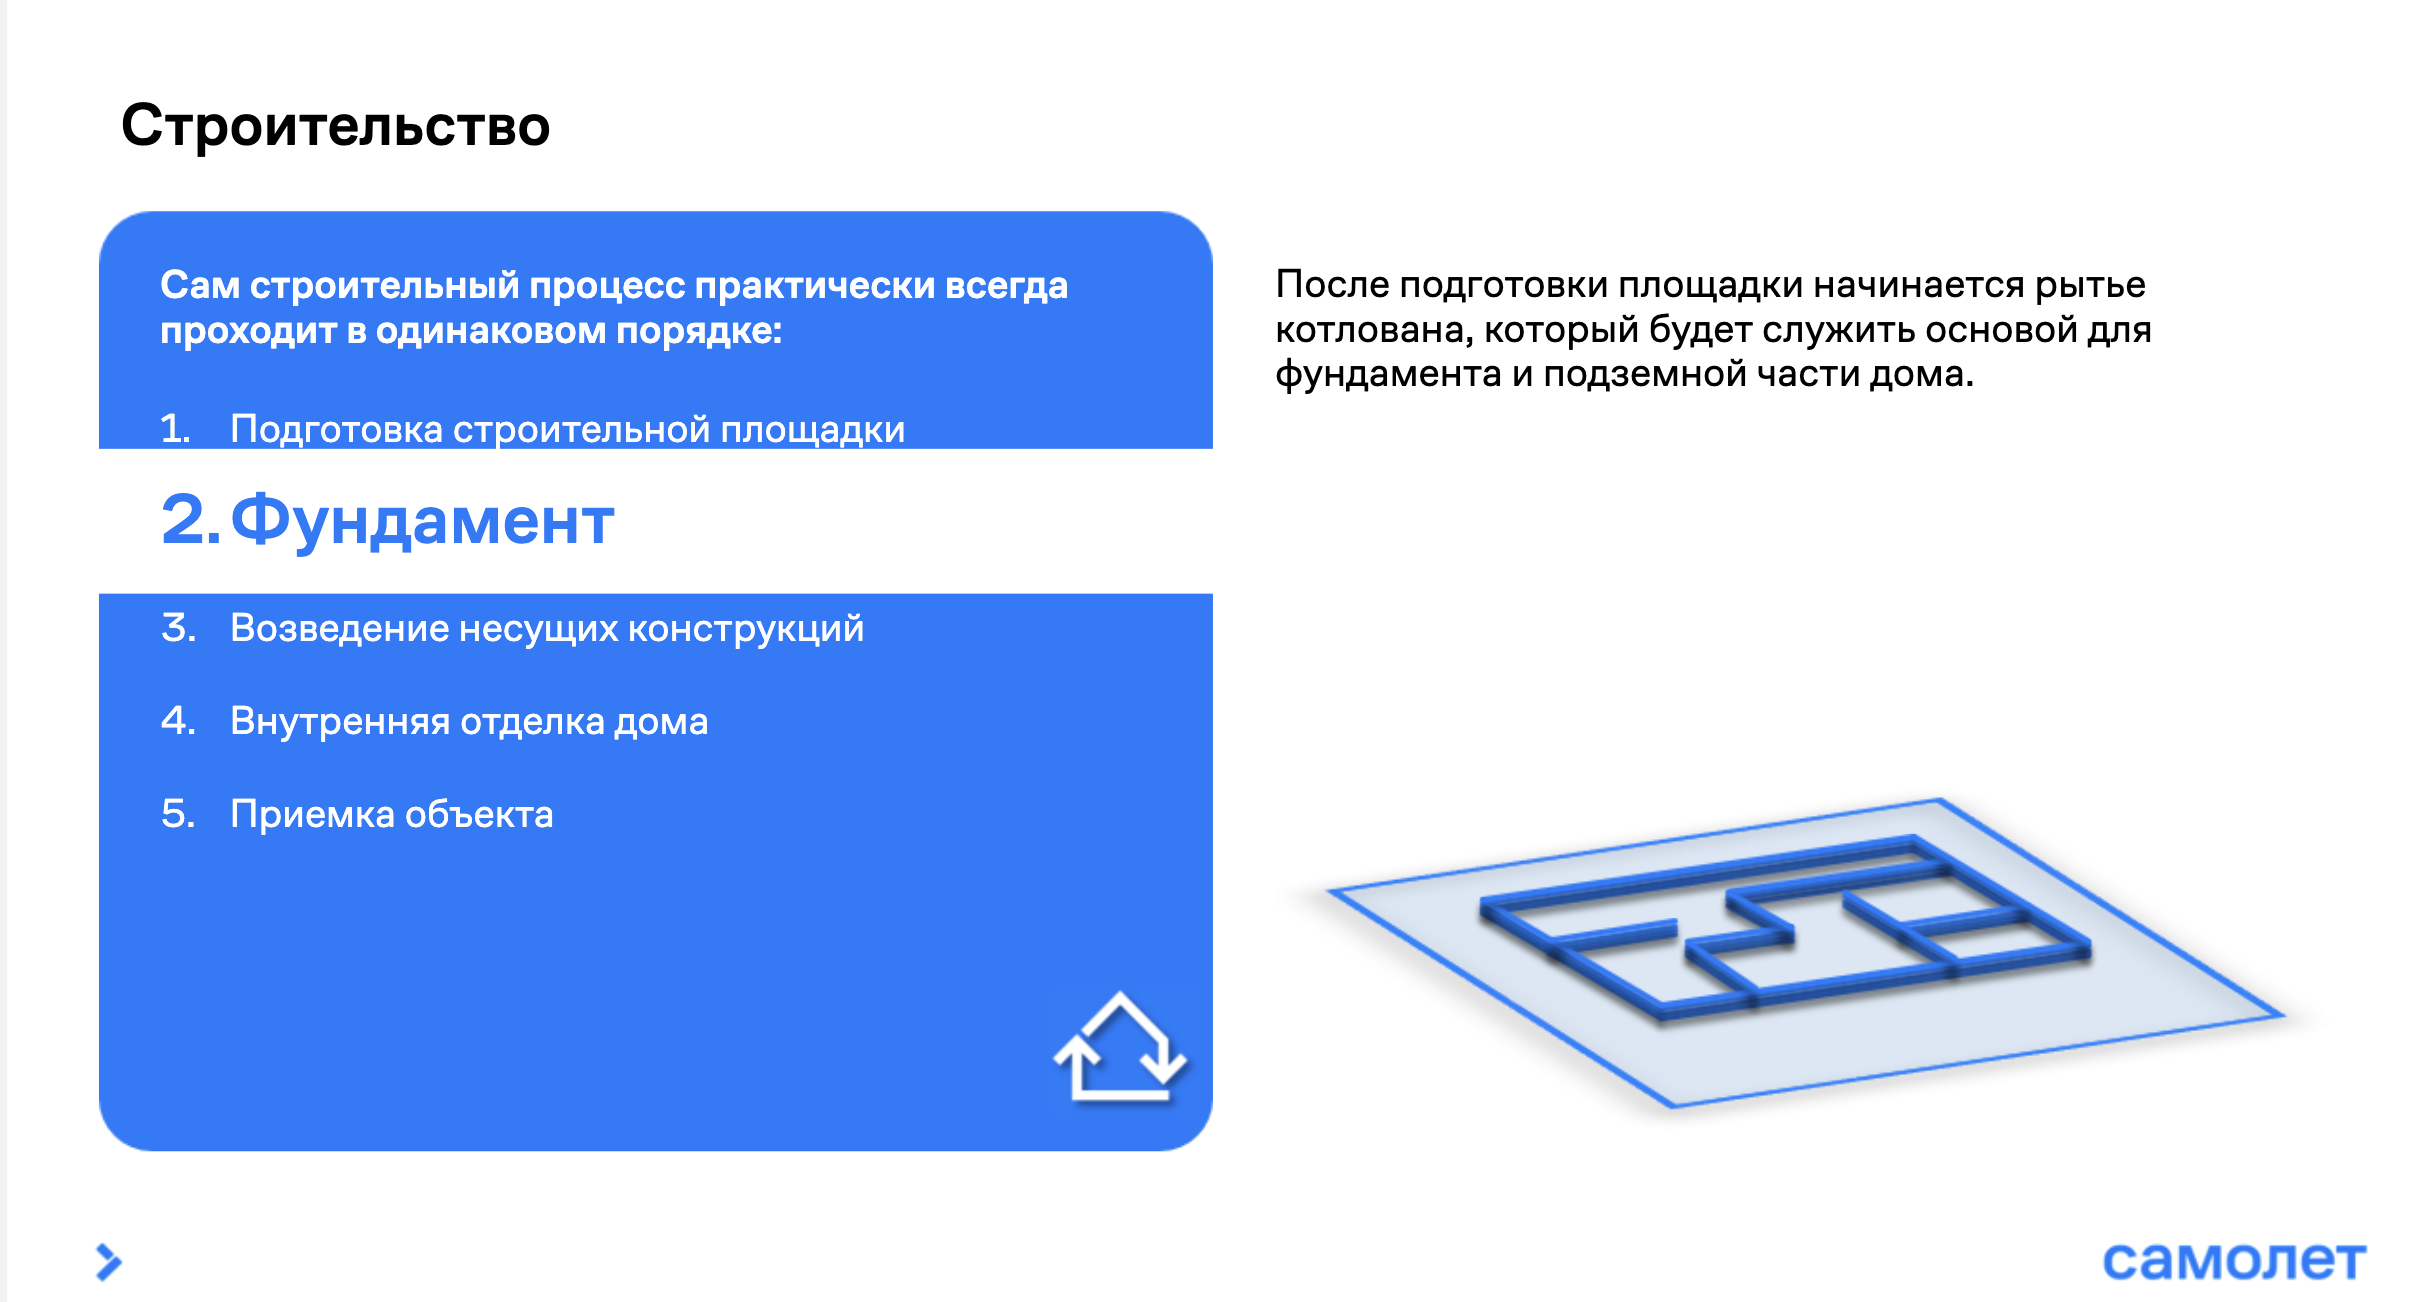 Строительство
Сам строительный процесс практически всегда
проходит в одинаковом порядке:
1. Подготовка строительной площадки
2. Фундамент
3. Возведение несущих конструкций
4. Внутренняя отделка дома
5. Приемка объекта
После подготовки площадки начинается рытье
котлована, который будет служить основой для
фундамента и подземной части дома.
самолет